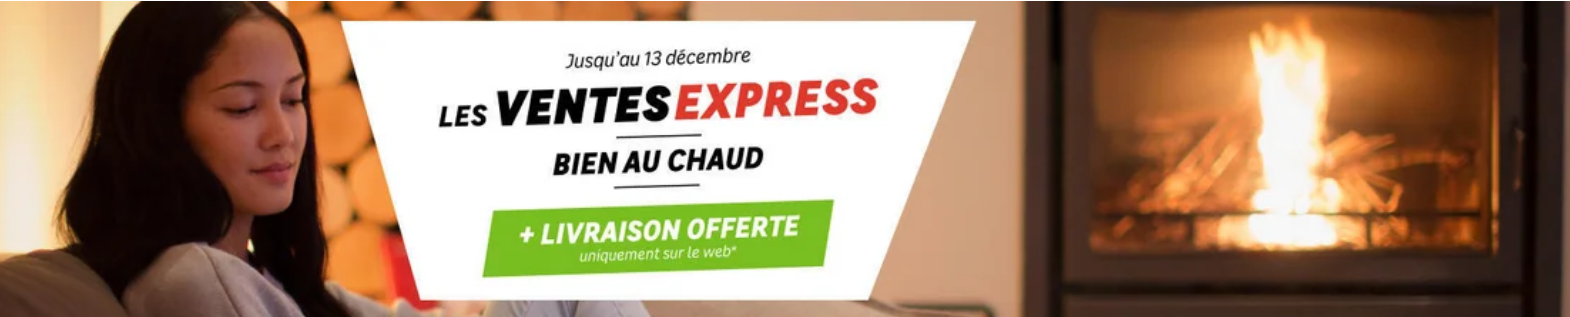 Jusqu'au 13 décembre
LES VENTES EXPRESS
BIEN AU CHAUD
+ LIVRAISON OFFERTE
uniquement sur le web*